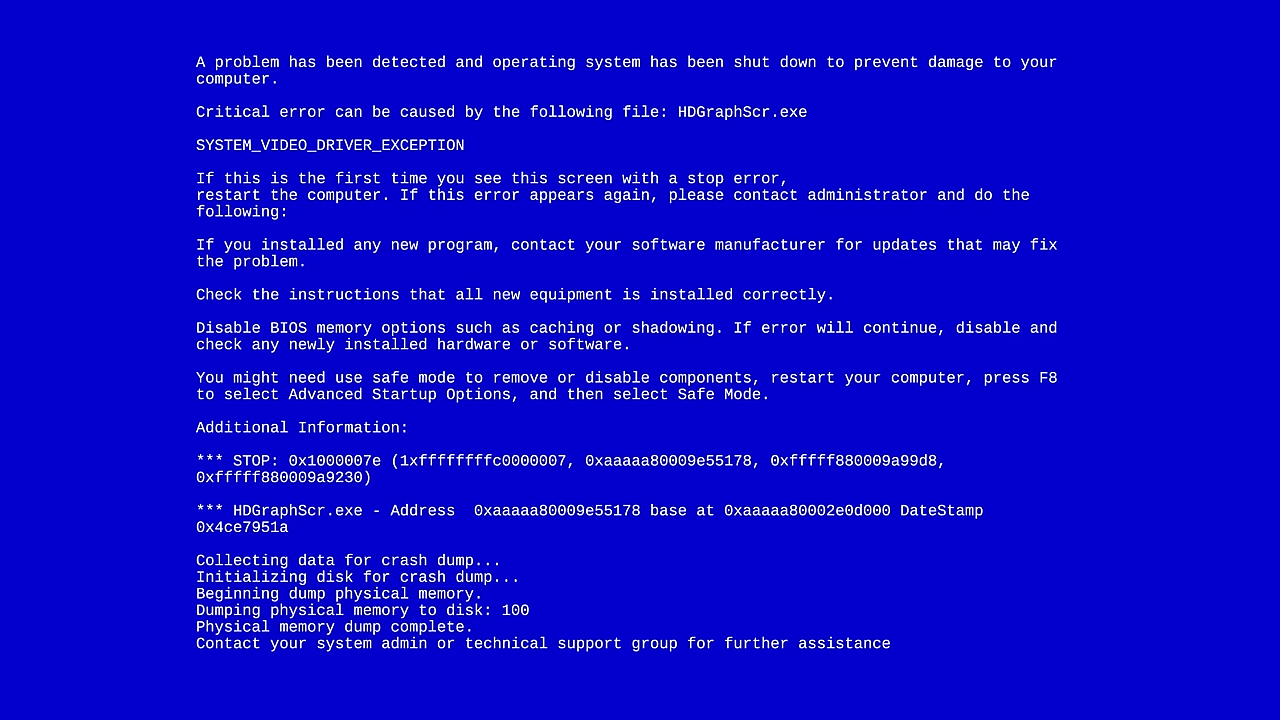 A problem has been detected and operating system has been shut down to prevent damage to your
computer.
Critical error can be caused by the following file: HDGraphScr.exe
SYSTEM_VIDEO_DRIVER_EXCEPTION
If this is the first time you see this screen with a stop error,
restart the computer. If this error appears again, please contact administrator and do the
following:
If you installed any new program, contact your software manufacturer for updates that may fix
the problem.
Check the instructions that all new equipment is installed correctly.
Disable BIOS memory options such as caching or shadowing. If error will continue, disable and
check any newly installed hardware or software.
You might need use safe mode to remove or disable components, restart your computer, press F8
to select Advanced Startup Options, and then select Safe Mode.
Additional Information:
*** STOP: 0x1000007e (1xffffffffc0000007, 0xaaaaa80009e55178, 0xfffff880009a99d8,
0xfffff880009a9230)
*** HDGraphScr.exe - Address  0xaaaaa80009e55178 base at 0xaaaaa80002e0d000 DateStamp
0x4ce7951a
Collecting data for crash dump...
Initializing disk for crash dump...
Beginning dump physical memory.
Dumping physical memory to disk: 100
Physical memory dump complete.
Contact your system admin or technical support group for further assistance